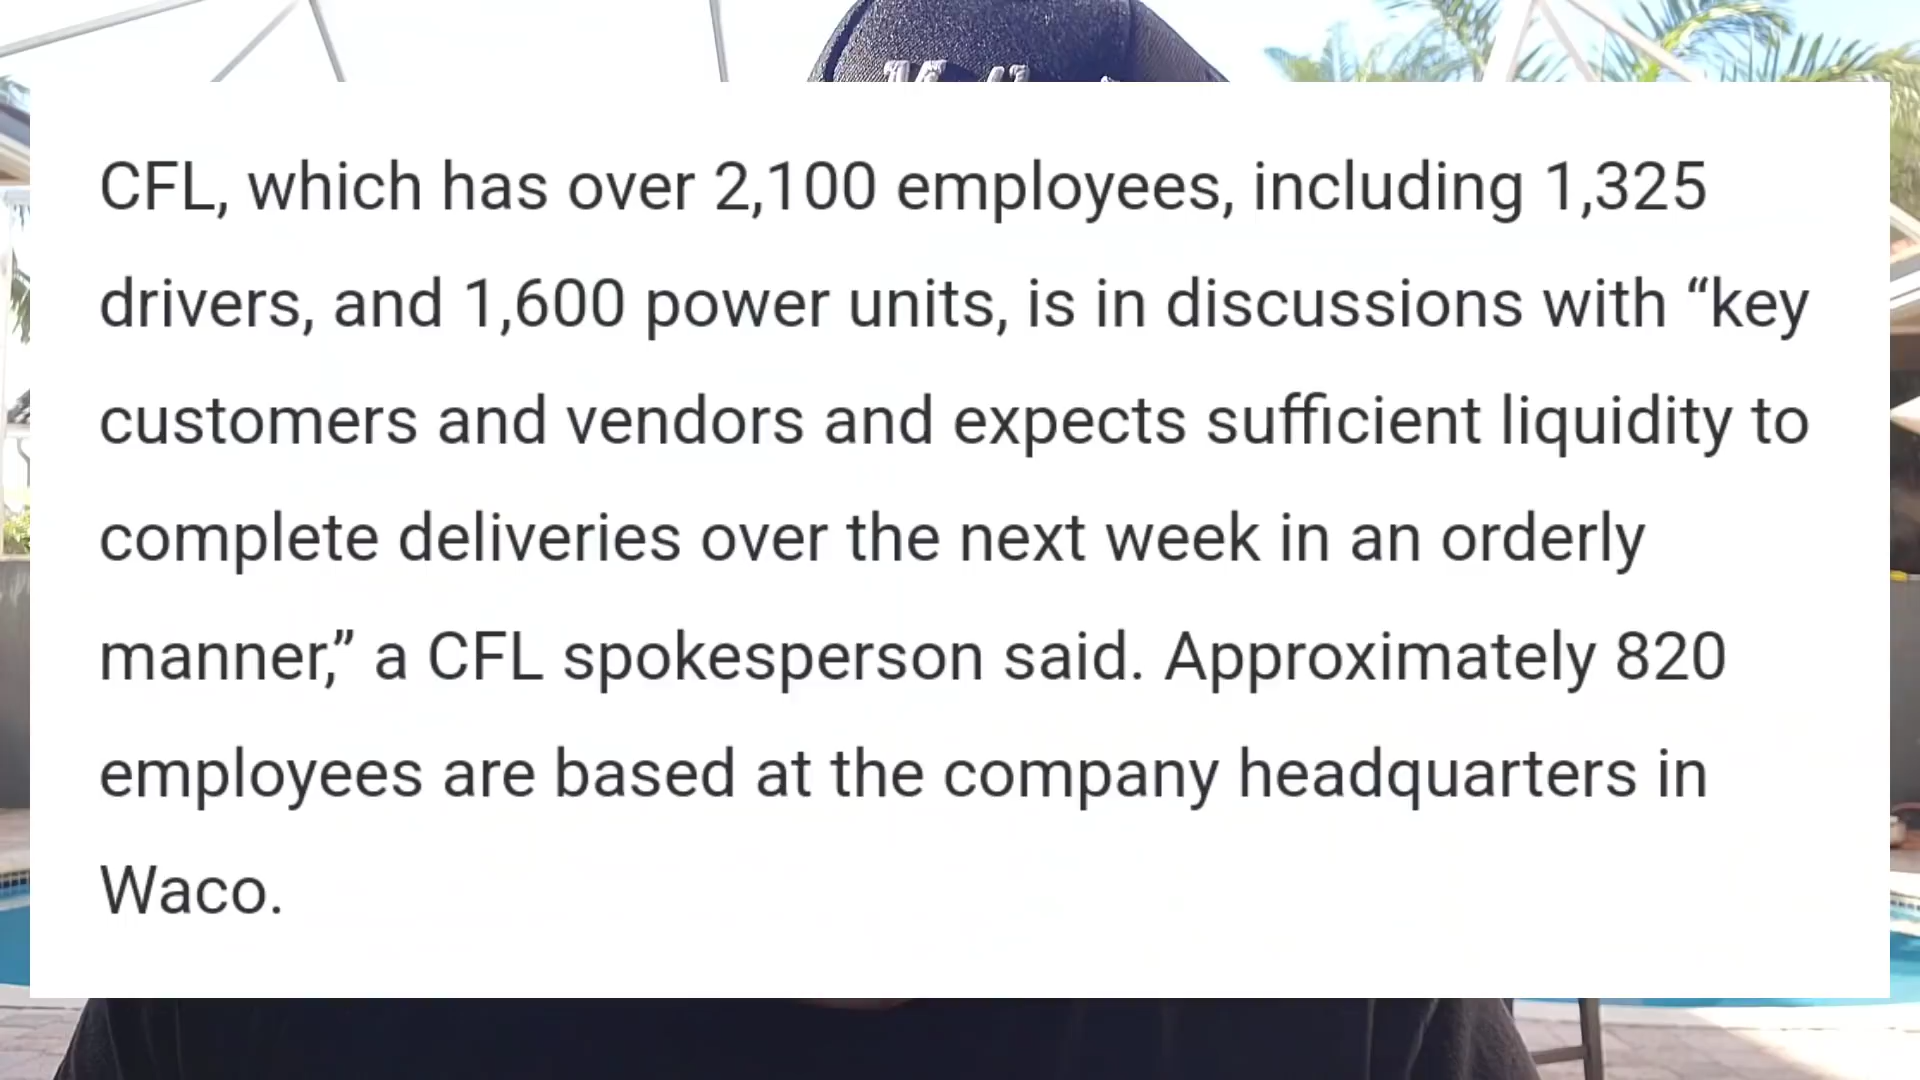 CFL, which has over 2,100 employees, including 1,325
drivers, and 1,600 power units, is in discussions with “key
customers and vendors and expects sufficient liquidity to
complete deliveries over the next week in an orderly
manner,” a CFL spokesperson said. Approximately 820
employees are based at the company headquarters in
Waco.